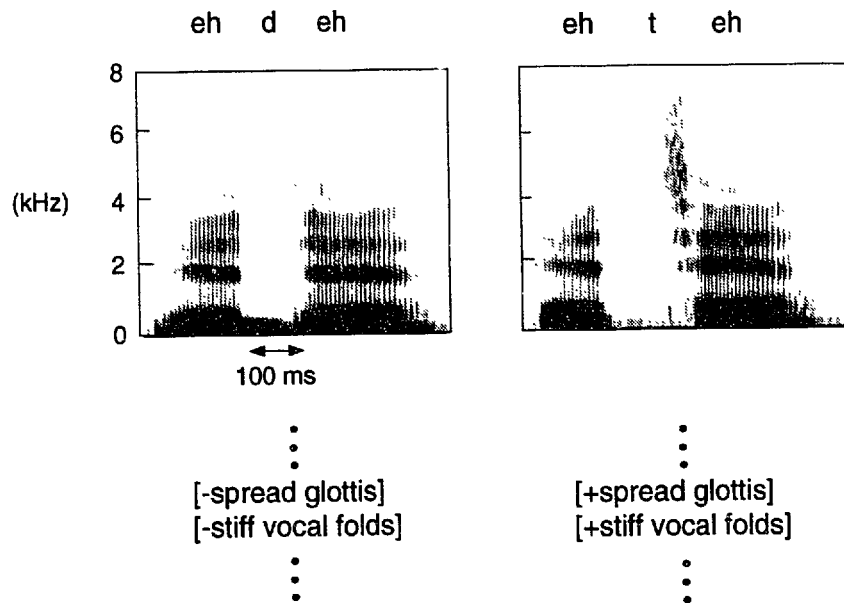 eh d eh
eh t eh
8
6
(kHz)
4
2
0
100 ms
[-spread glottis]
[-stiff vocal folds]
[+spread glottis]
[+stiff vocal folds]